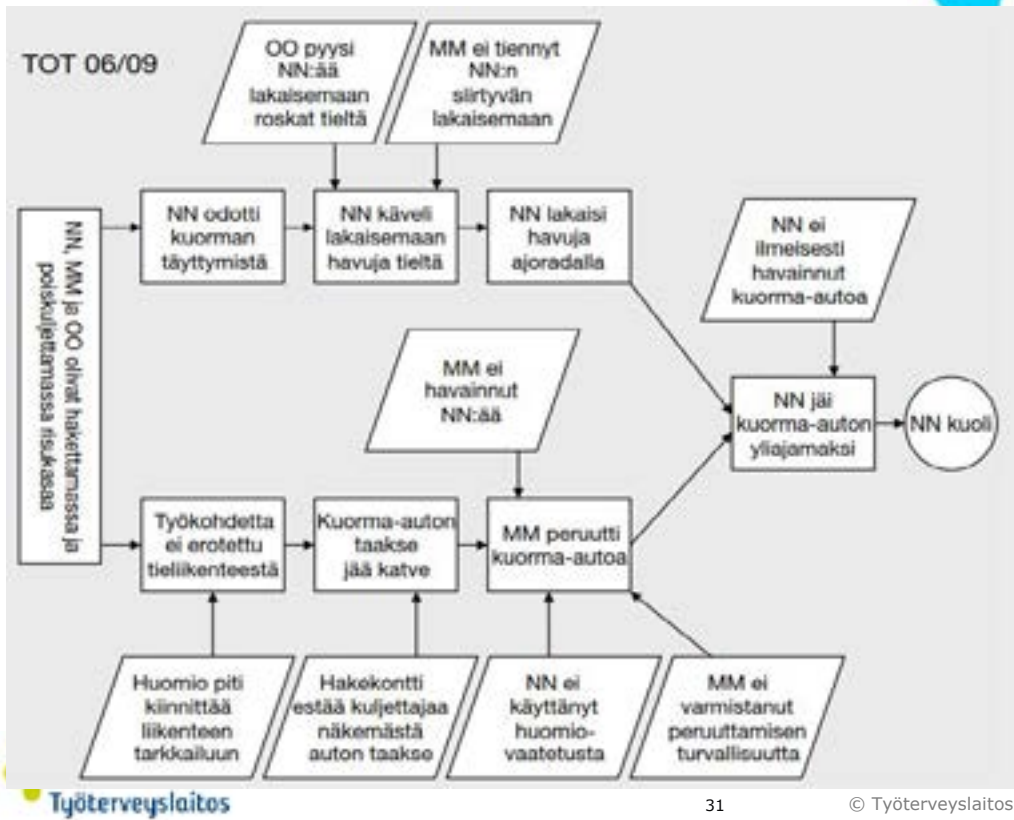 TOT 06/09
OO pyysi
NN:ää
lakaisemaan
roskat tieltä
MM ei tiennyt
NN:n
siirtyvän
lakaisemaan
NN, MM ja OO olivat hakettamassa ja
poiskuljettamassa risukasaa
NN odotti
kuorman
täyttymistä
NN käveli
lakaisemaan
havuja tieltä
NN lakaisi
havuja
ajoradalla
NN ei
ilmeisesti
havainnut
kuorma-autoa
MM ei
havainnut
NN:ää
NN jäi
kuorma-auton
yliajamaksi
NN kuoli
Työkohdetta
ei erotettu
tieliikenteestä
Kuorma-auton
taakse
jää katve
MM peruutti
kuorma-autoa
Huomio piti
kiinnittää
liikenteen
tarkkailuun
Hakekontti
estää kuljettajaa
näkemästä
auton taakse
NN ei
käyttänyt
huomio-
vaatetusta
MM ei
varmistanut
peruuttamisen
turvallisuutta
Työterveyslaitos
31
© Työterveyslaitos